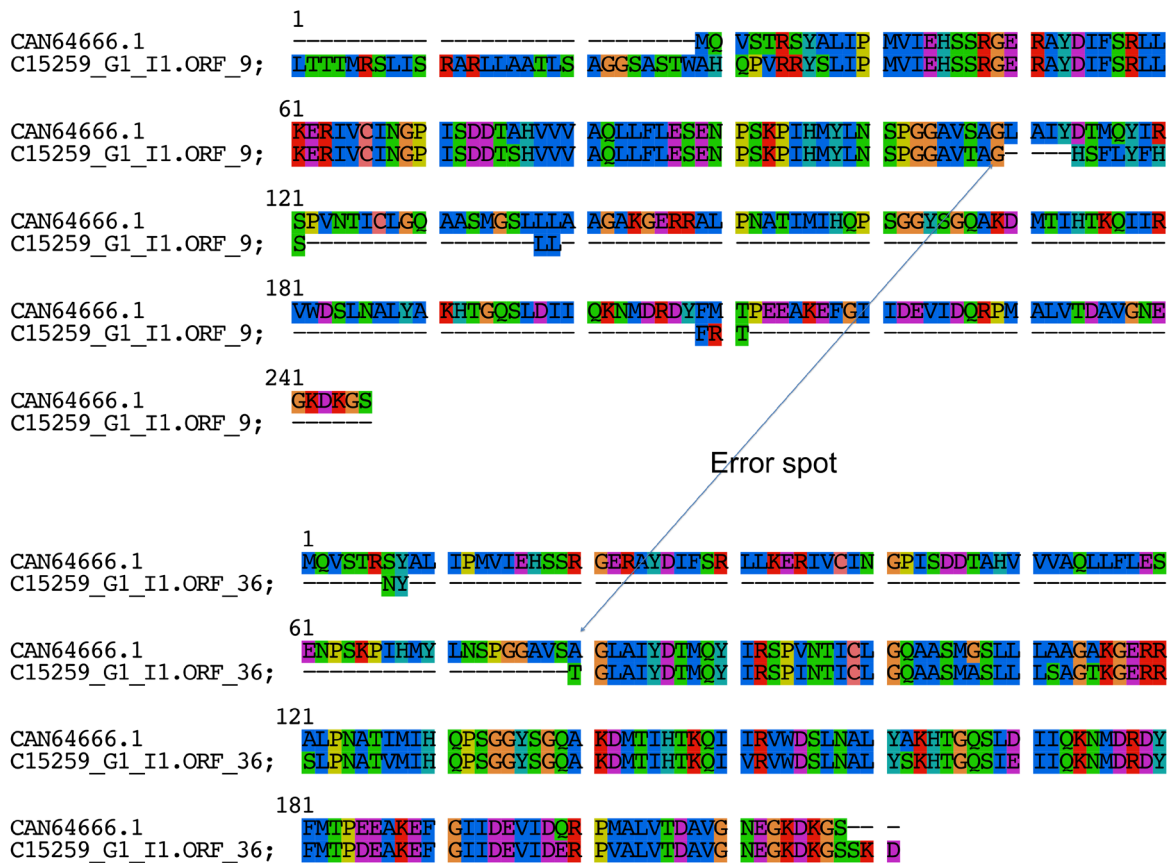 1
CAN64666.1 ---------- ---------- ----------MQ VSTRSYALIP MVIEHSSRGE RAYDIFSRLL
C15259_G1_I1.ORF_9; LTTTMRSLIS RARLLAATLS AGGSASTWAH QPVRRYSLIP MVIEHSSRGE RAYDIFSRLL
61
CAN64666.1 KERIVCINGP ISDDTAHVVV AQLLFLESEN PSKPIHMYLN SPGGAVSAGL AIYDTMQYIR
C15259_G1_I1.ORF_9; KERIVCINGP ISDDTSHVVV AQLLFLESEN PSKPIHMYLN SPGGAVTAG- ---HSFLYFH
121
CAN64666.1 SPVNTICLGQ AASMGSLLLA AGAKGERRAL PNATIMIHQP SGGYSGQAKD MTIHTKQIIR
C15259_G1_I1.ORF_9; S--------- -------LL- ---------- ---------- ---------- ----------
181
CAN64666.1 VWDSLNALYA KHTGQSLDII QKNMDRDYFM TPEEAKEFGI IDEVIDQRPM ALVTDAVGNE
C15259_G1_I1.ORF_9; ---------- ---------- --------FR T--------- ---------- ----------
241
CAN64666.1 GKDKGS
C15259_G1_I1.ORF_9; ------
Error spot
1
CAN64666.1 MQVSTRSYAL IPMVIEHSSR GERAYDIFSR LLKERIVCIN GPISDDTAHV VVAQLLFLES
C15259_G1_I1.ORF_36; ------NY-- ---------- ---------- ---------- ---------- ----------
61
CAN64666.1 ENPSKPIHMY LNSPGGAVSA GLAIYDTMQY IRSPVNTICL GQAASMGSLL LAAGAKGERR
C15259_G1_I1.ORF_36; ---------- ---------T GLAIYDTMQY IRSPINTICL GQAASMASLL LSAGTKGERR
121
CAN64666.1 ALPNATIMIH QPSGGYSGQA KDMTIHTKQI IRVWDSLNAL YAKHTGQSLD IIQKNMDRDY
C15259_G1_I1.ORF_36; SLPNATVMIH QPSGGYSGQA KDMTIHTKQI VRVWDSLNAL YSKHTGQSIE IIQKNMDRDY
181
CAN64666.1 FMTPEEAKEF GIIDEVIDQR PMALVTDAVG NEGKDKGS-- -
C15259_G1_I1.ORF_36; FMTPDEAKEF GIIDEVIDER PVALVTDAVG NEGKDKGSSK D